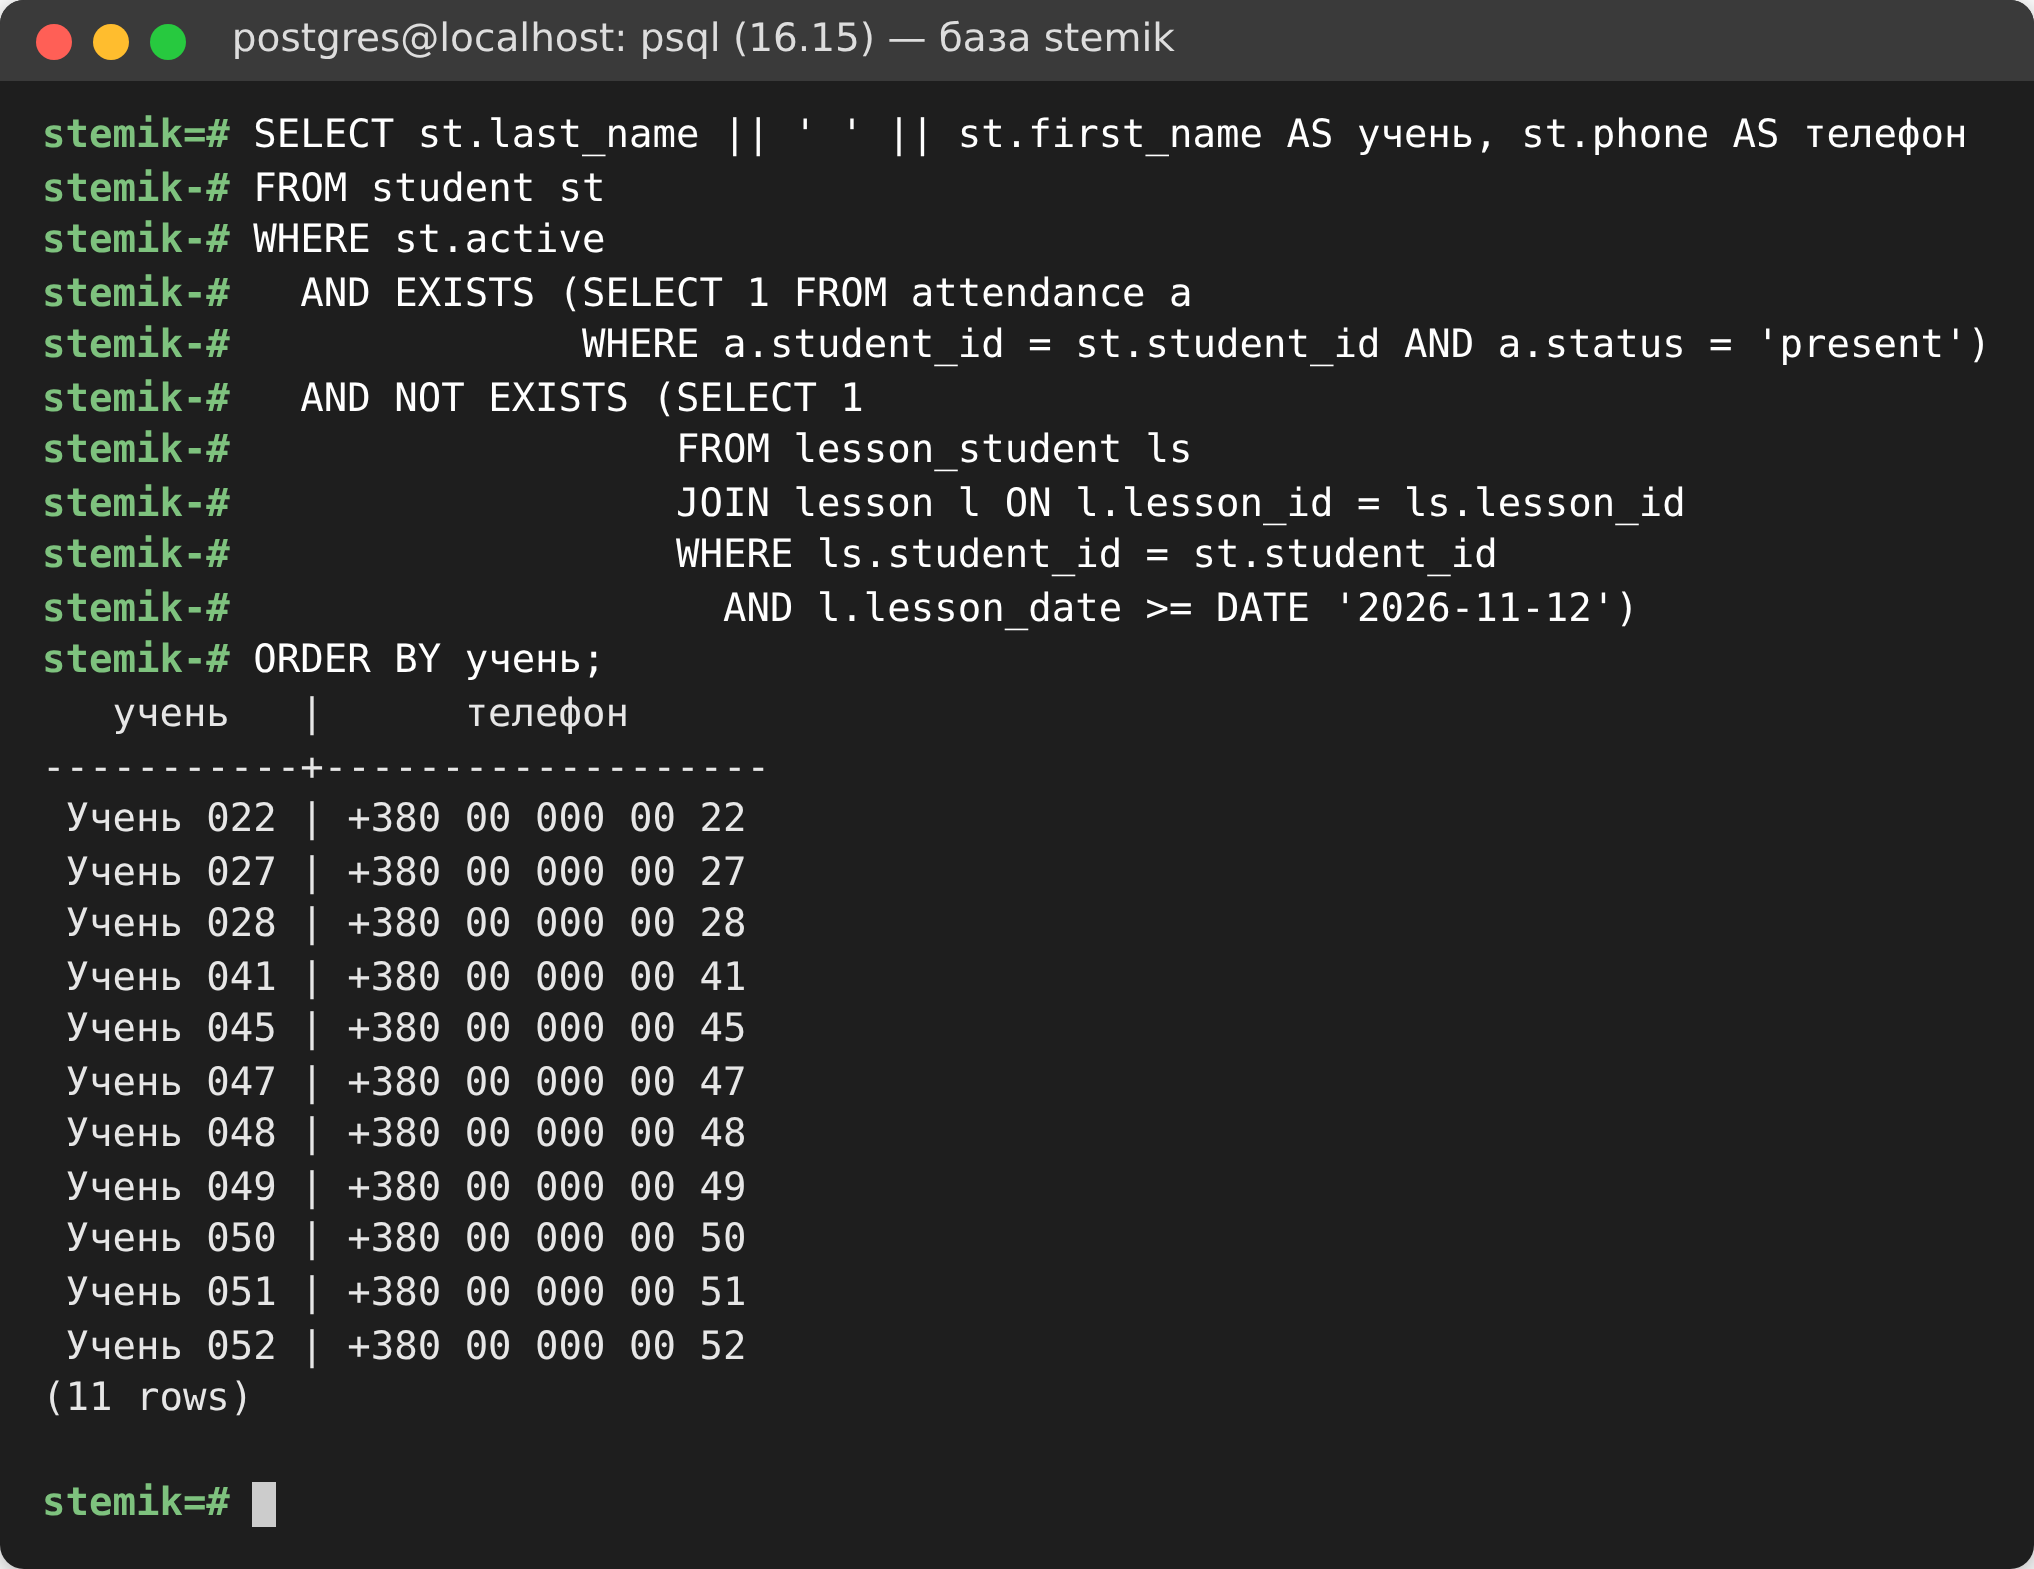 postgres@localhost: psql (16.15) — база stemik
stemik=# SELECT st.last_name || ' ' || st.first_name AS учень, st.phone AS телефон
stemik-# FROM student st
stemik-# WHERE st.active
stemik-#   AND EXISTS (SELECT 1 FROM attendance a
stemik-#               WHERE a.student_id = st.student_id AND a.status = 'present')
stemik-#   AND NOT EXISTS (SELECT 1
stemik-#                   FROM lesson_student ls
stemik-#                   JOIN lesson l ON l.lesson_id = ls.lesson_id
stemik-#                   WHERE ls.student_id = st.student_id
stemik-#                     AND l.lesson_date >= DATE '2026-11-12')
stemik-# ORDER BY учень;
   учень   |      телефон
-----------+-------------------
 Учень 022 | +380 00 000 00 22
 Учень 027 | +380 00 000 00 27
 Учень 028 | +380 00 000 00 28
 Учень 041 | +380 00 000 00 41
 Учень 045 | +380 00 000 00 45
 Учень 047 | +380 00 000 00 47
 Учень 048 | +380 00 000 00 48
 Учень 049 | +380 00 000 00 49
 Учень 050 | +380 00 000 00 50
 Учень 051 | +380 00 000 00 51
 Учень 052 | +380 00 000 00 52
(11 rows)
stemik=#